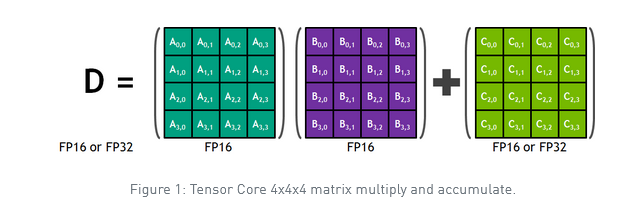 D = A0,0 A0,1 A0,2 A0,3 B0,0 B0,1 B0,2 B0,3 + C0,0 C0,1 C0,2 C0,3
A1,0 A1,1 A1,2 A1,3 B1,0 B1,1 B1,2 B1,3 C1,0 C1,1 C1,2 C1,3
A2,0 A2,1 A2,2 A2,3 B2,0 B2,1 B2,2 B2,3 C2,0 C2,1 C2,2 C2,3
A3,0 A3,1 A3,2 A3,3 B3,0 B3,1 B3,2 B3,3 C3,0 C3,1 C3,2 C3,3
FP16 or FP32 FP16 FP16 FP16 or FP32
Figure 1: Tensor Core 4x4x4 matrix multiply and accumulate.